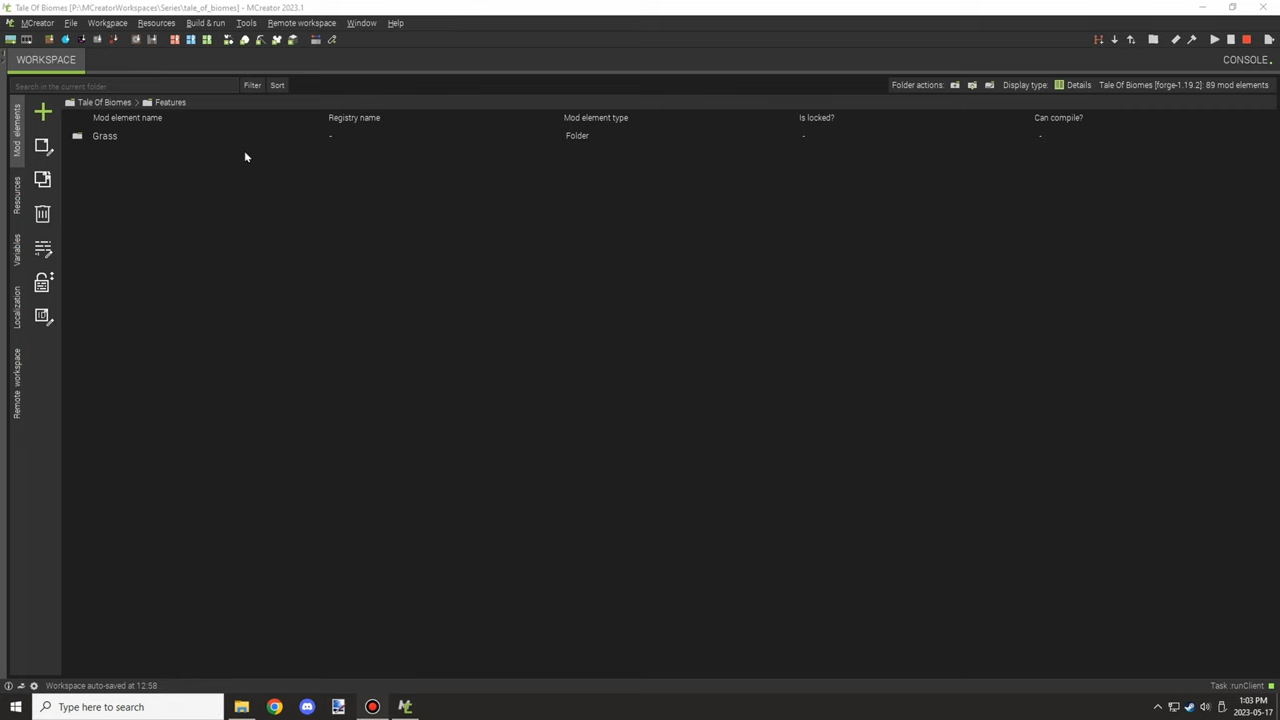 Tale Of Biomes [P:\MCreatorWorkspaces\Series\tale_of_biomes] - MCreator 2023.1
MCreator File Workspace Resources Build & run Tools Remote workspace Window Help
WORKSPACE
CONSOLE
Search in the current folder
Filter Sort
Folder actions: Display type: Details Tale Of Biomes [forge-1.19.2] 89 mod elements
Tale Of Biomes > Features
Mod element name Registry name Mod element type Is locked? Can compile?
Grass - Folder - -
Mod elements
Resources
Variables
Localization
Remote workspace
Workspace auto-saved at 12:58
Task :runClient
Type here to search
1:03 PM
2023-05-17